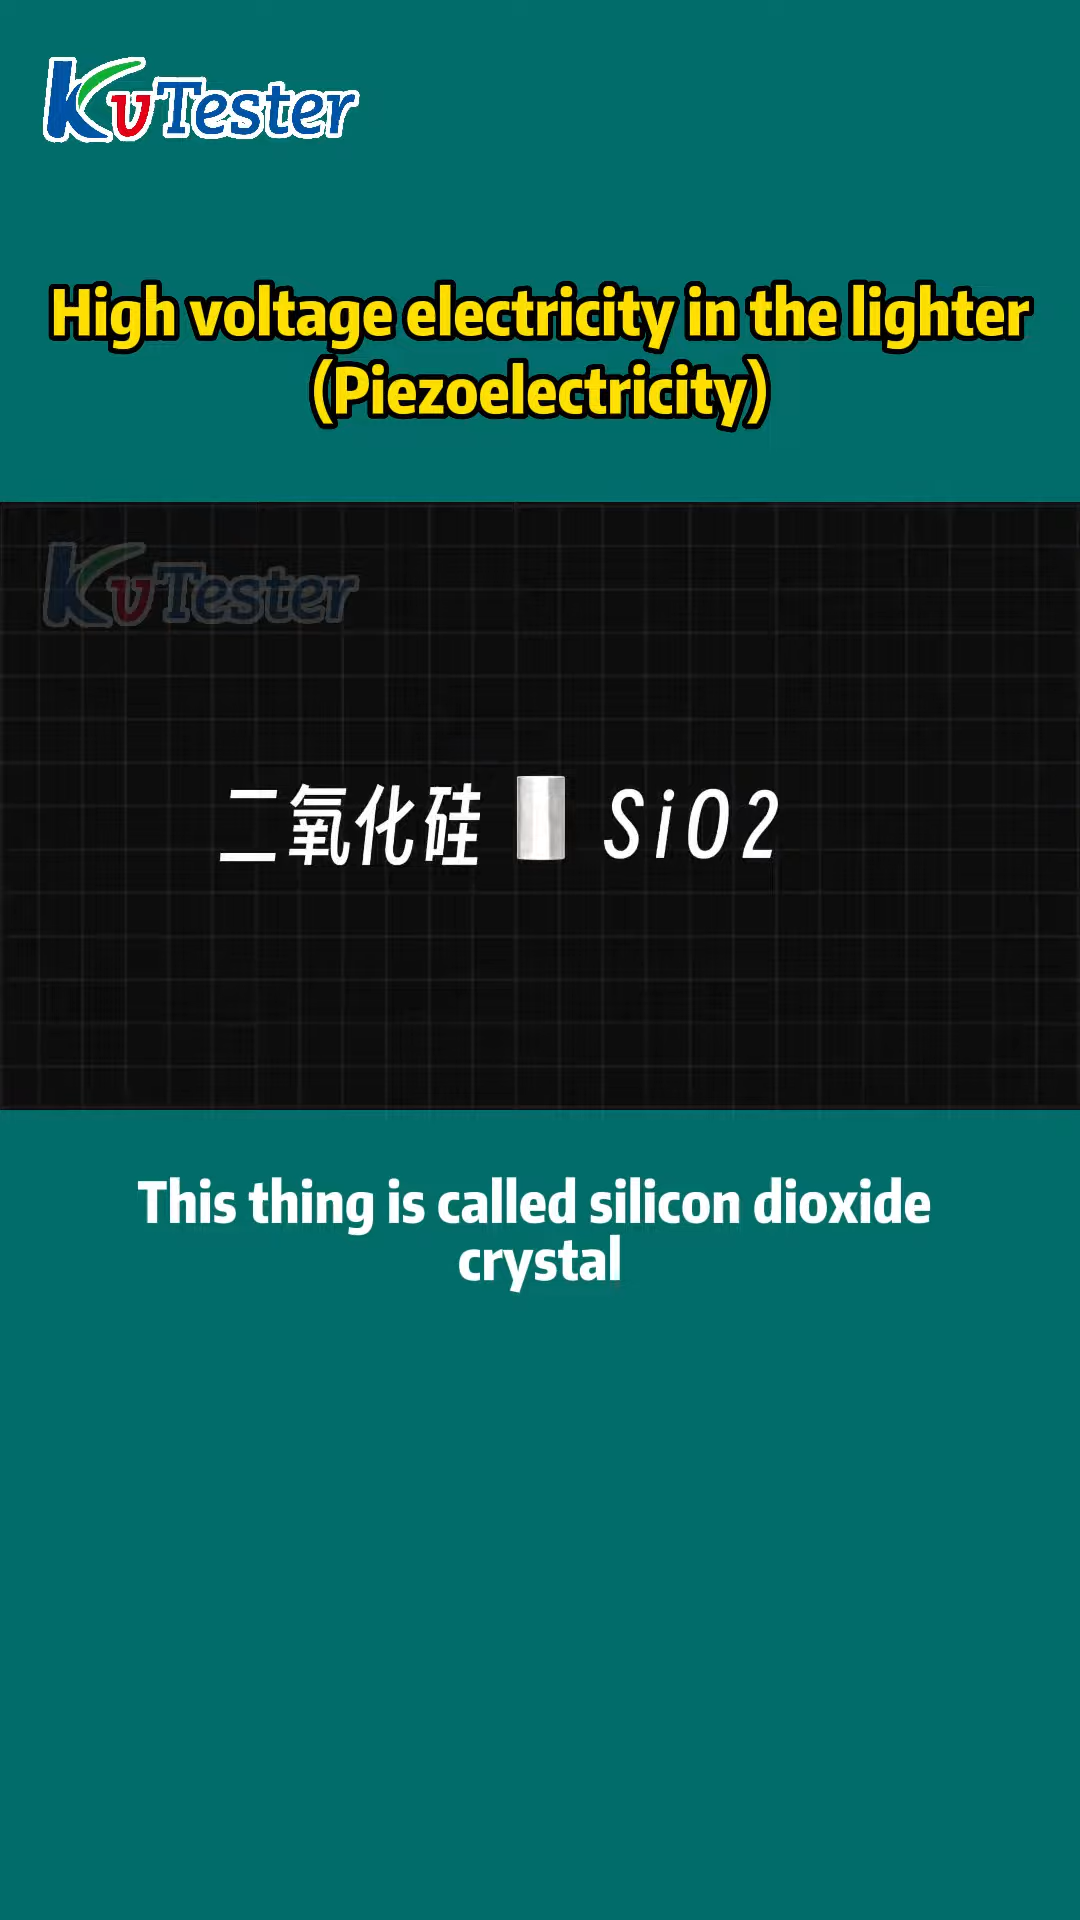 KvTester
High voltage electricity in the lighter
(Piezoelectricity)
KvTester
二氧化硅 SiO2
This thing is called silicon dioxide
crystal